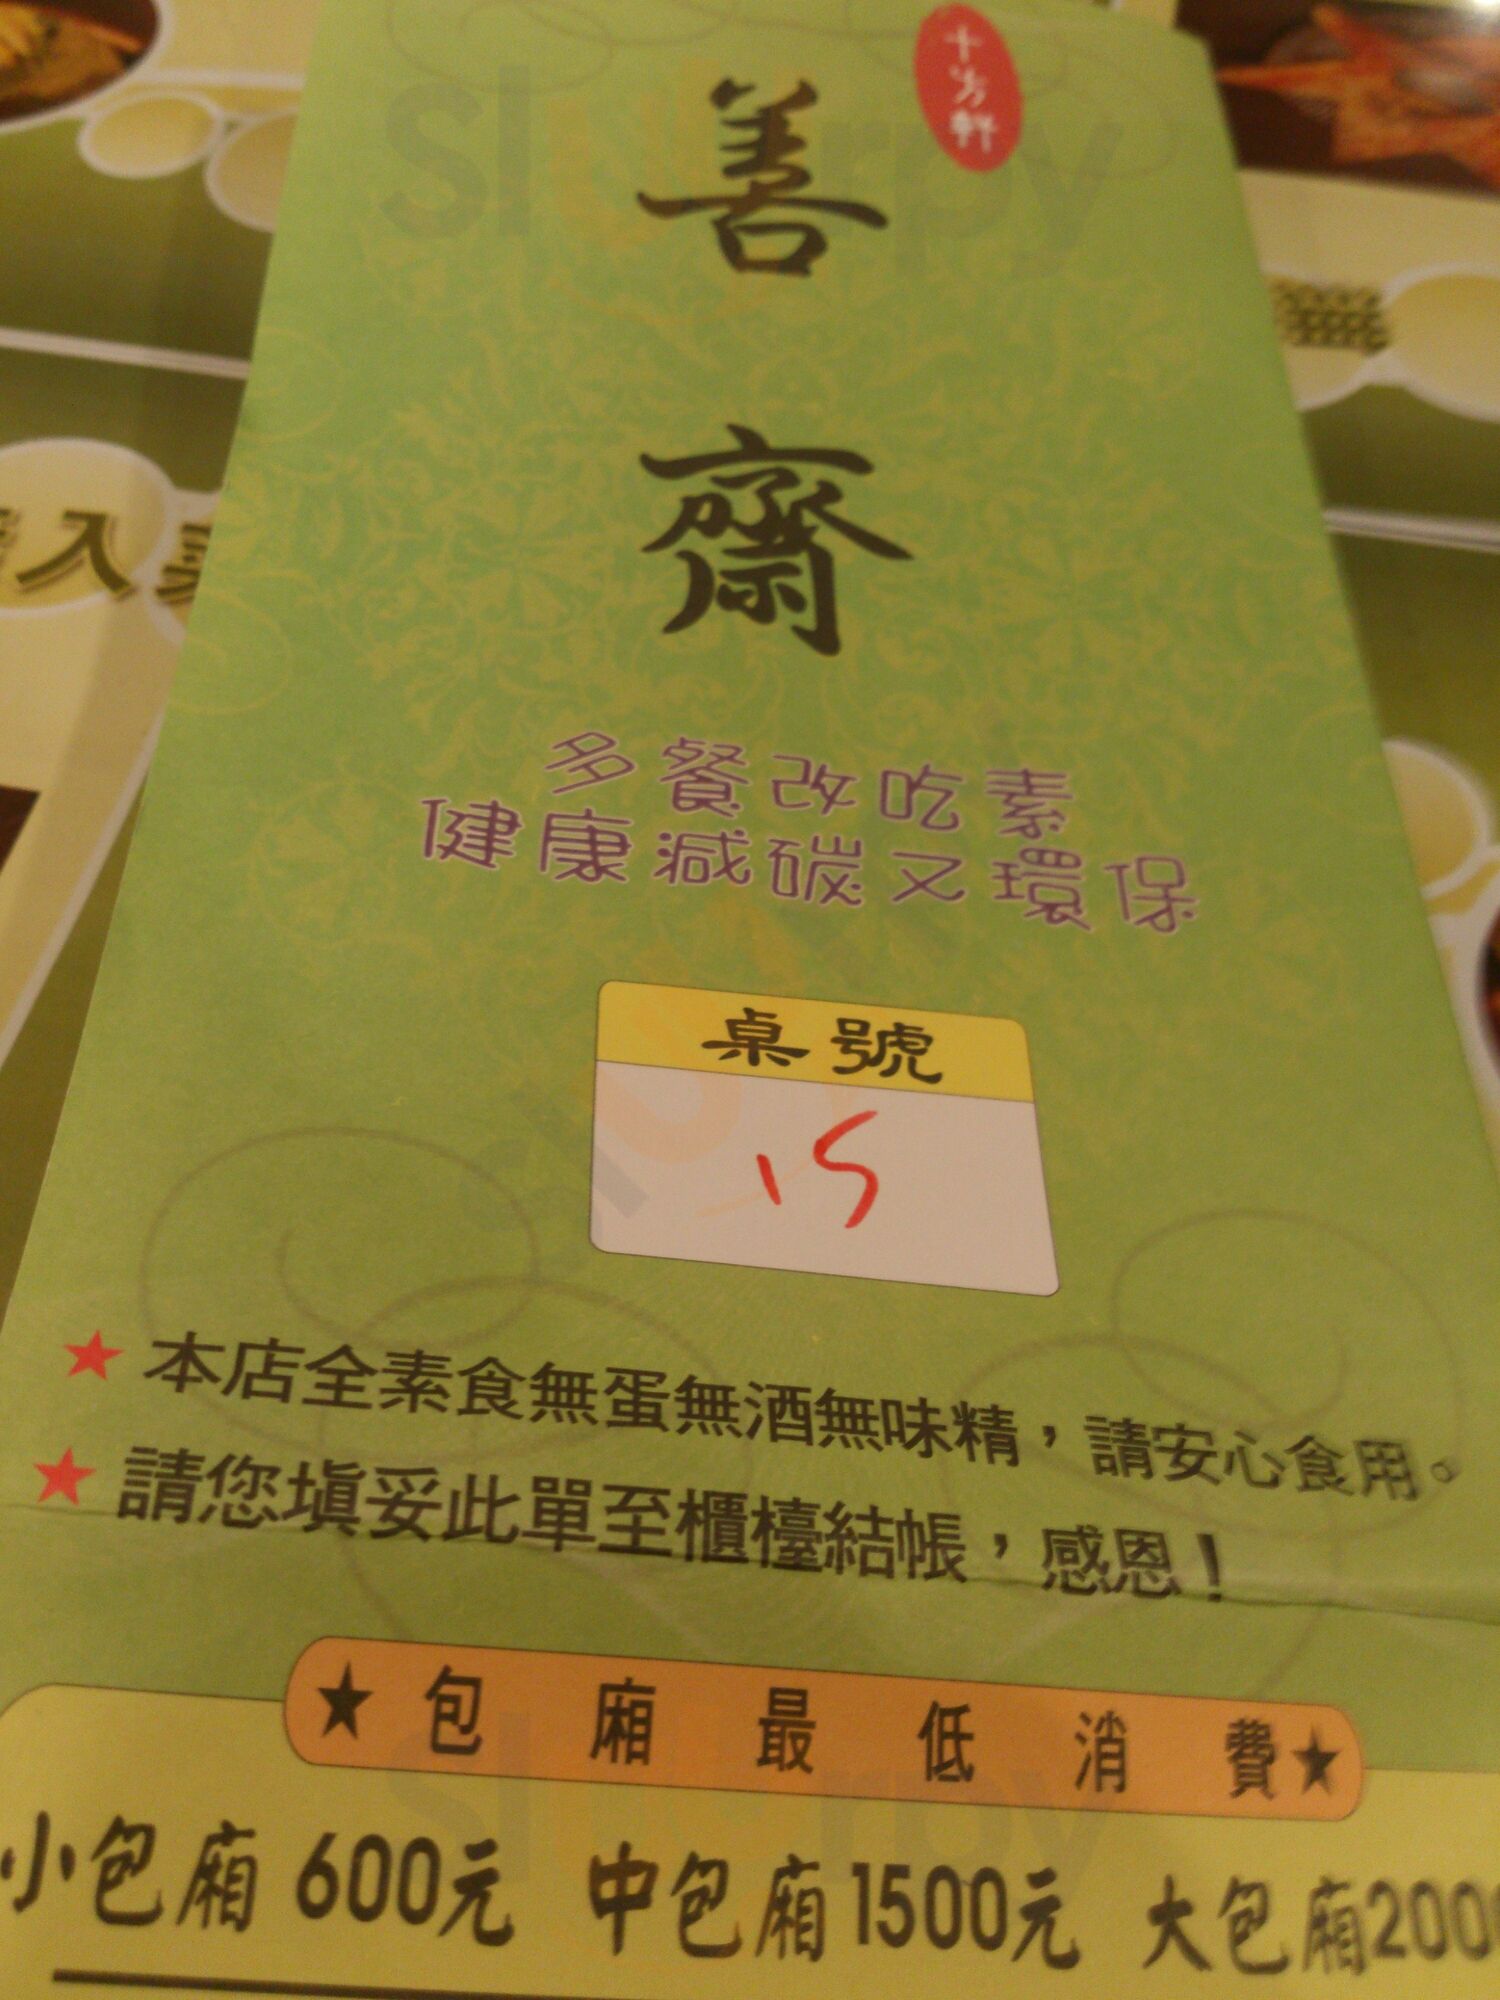 十方軒
善齋
多餐改吃素
健康減碳又環保
桌號
15
★本店全素食無蛋無酒無味精，請安心食用。
★請您填妥此單至櫃檯結帳，感恩！
★包廂最低消費★
小包廂600元 中包廂1500元 大包廂2000
入